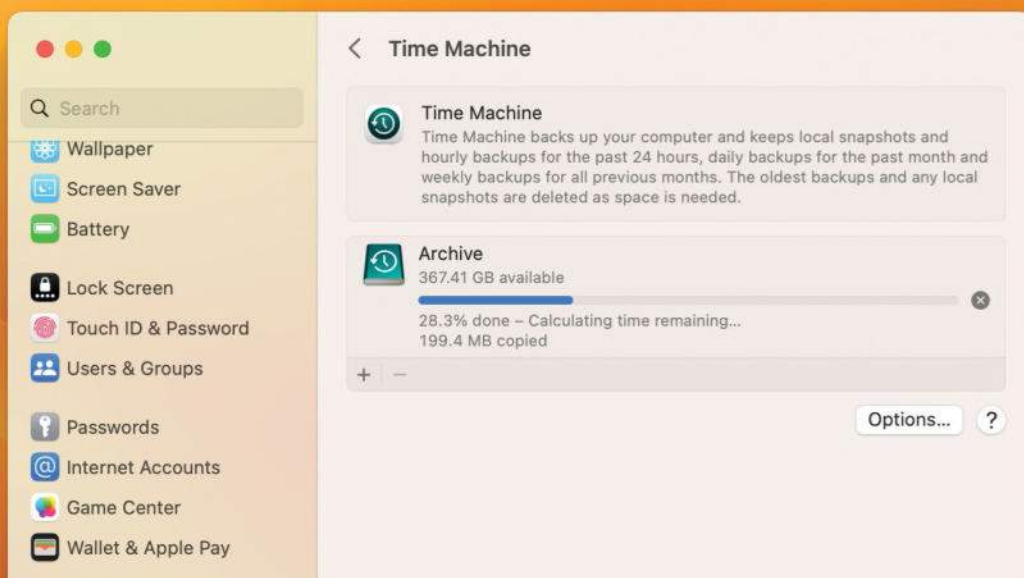 Search
Wallpaper
Screen Saver
Battery
Lock Screen
Touch ID & Password
Users & Groups
Passwords
Internet Accounts
Game Center
Wallet & Apple Pay
Time Machine
Time Machine
Time Machine backs up your computer and keeps local snapshots and
hourly backups for the past 24 hours, daily backups for the past month and
weekly backups for all previous months. The oldest backups and any local
snapshots are deleted as space is needed.
Archive
367.41 GB available
28.3% done – Calculating time remaining...
199.4 MB copied
+ −
Options... ?